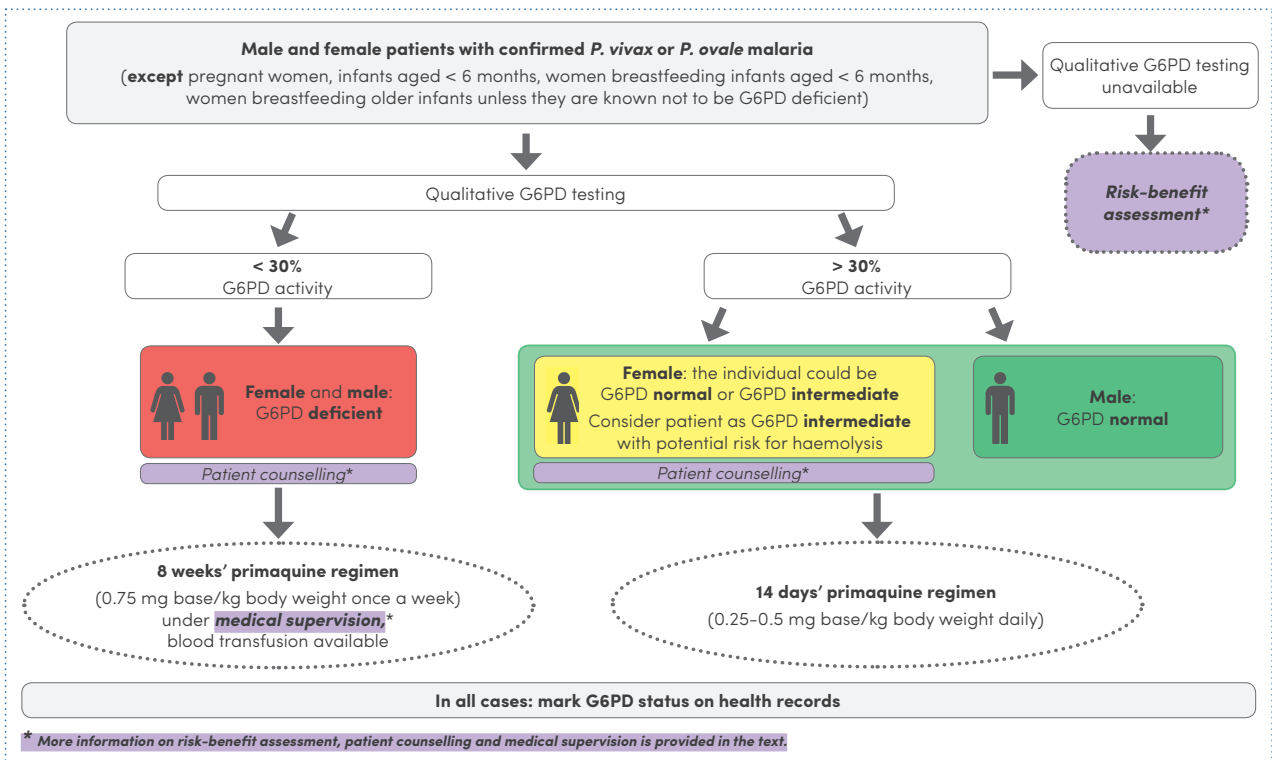 Male and female patients with confirmed P. vivax or P. ovale malaria
(except pregnant women, infants aged < 6 months, women breastfeeding infants aged < 6 months,
women breastfeeding older infants unless they are known not to be G6PD deficient)
Qualitative G6PD testing
unavailable
Risk-benefit
assessment*
Qualitative G6PD testing
< 30%
G6PD activity
> 30%
G6PD activity
Female and male:
G6PD deficient
Patient counselling*
Female: the individual could be
G6PD normal or G6PD intermediate
Consider patient as G6PD intermediate
with potential risk for haemolysis
Patient counselling*
Male:
G6PD normal
8 weeks' primaquine regimen
(0.75 mg base/kg body weight once a week)
under medical supervision,*
blood transfusion available
14 days' primaquine regimen
(0.25-0.5 mg base/kg body weight daily)
In all cases: mark G6PD status on health records
* More information on risk-benefit assessment, patient counselling and medical supervision is provided in the text.